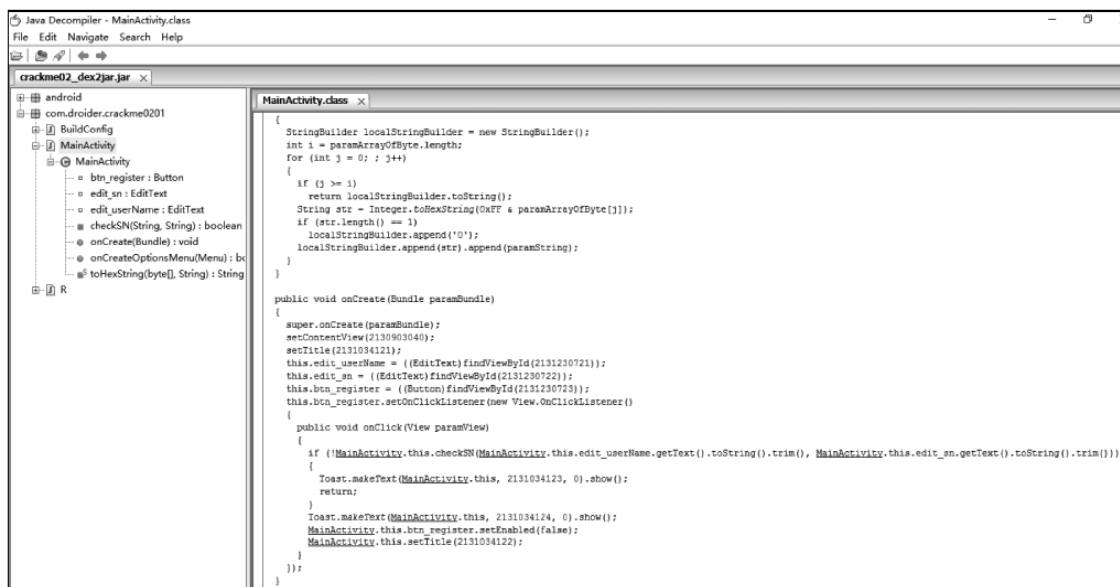 Java Decompiler - MainActivity.class
File Edit Navigate Search Help
crackme02_dex2jar.jar
android
com.droider.crackme0201
BuildConfig
MainActivity
MainActivity
btn_register : Button
edit_sn : EditText
edit_userName : EditText
checkSN(String, String) : boolean
onCreate(Bundle) : void
onCreateOptionsMenu(Menu) : bo
toHexString(byte[], String) : String
R
MainActivity.class
{
StringBuilder localStringBuilder = new StringBuilder();
int i = paramArrayOfByte.length;
for (int j = 0; ; j++)
{
if (j >= i)
return localStringBuilder.toString();
String str = Integer.toHexString(0xFF & paramArrayOfByte[j]);
if (str.length() == 1)
localStringBuilder.append('0');
localStringBuilder.append(str).append(paramString);
}
}
public void onCreate(Bundle paramBundle)
{
super.onCreate(paramBundle);
setContentView(2130903040);
setTitle(2131034121);
this.edit_userName = ((EditText)findViewById(2131230721));
this.edit_sn = ((EditText)findViewById(2131230722));
this.btn_register = ((Button)findViewById(2131230723));
this.btn_register.setOnClickListener(new View.OnClickListener()
{
public void onClick(View paramView)
{
if (!MainActivity.this.checkSN(MainActivity.this.edit_userName.getText().toString().trim(), MainActivity.this.edit_sn.getText().toString().trim()))
{
Toast.makeText(MainActivity.this, 2131034123, 0).show();
return;
}
Toast.makeText(MainActivity.this, 2131034124, 0).show();
MainActivity.this.btn_register.setEnabled(false);
MainActivity.this.setTitle(2131034122);
}
});
}